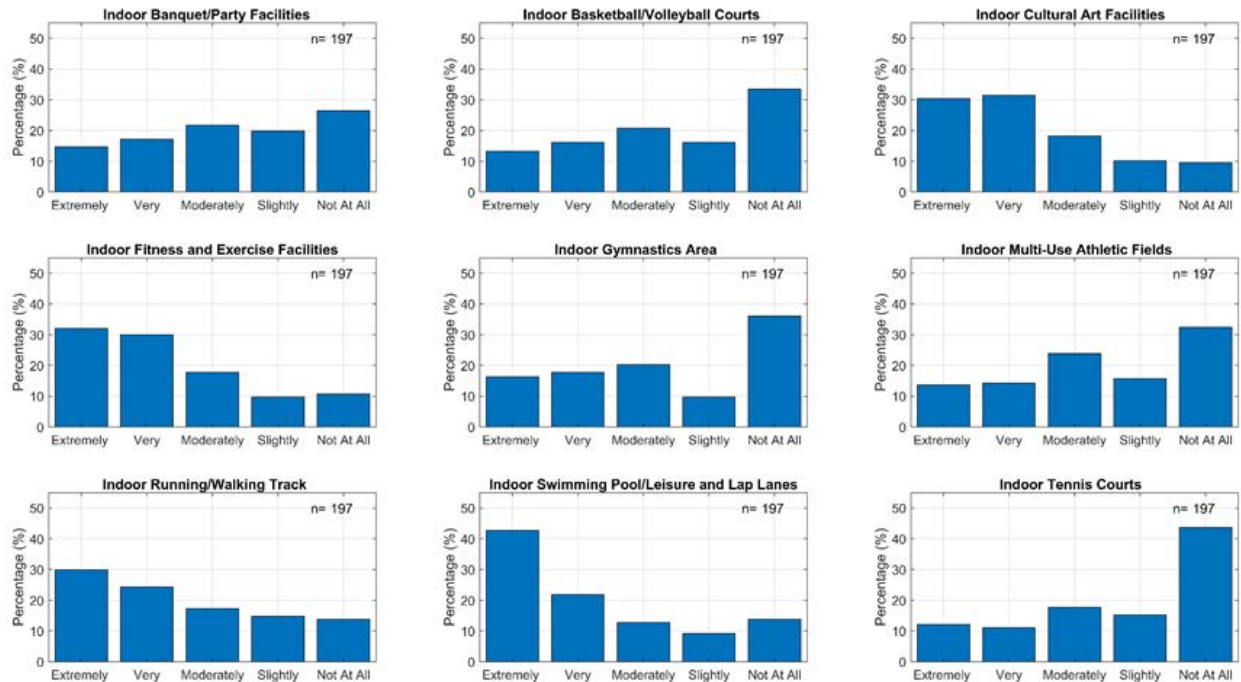 Indoor Banquet/Party Facilities
n= 197
Percentage (%)
50
40
30
20
10
0
Extremely Very Moderately Slightly Not At All
Indoor Basketball/Volleyball Courts
n= 197
Percentage (%)
50
40
30
20
10
0
Extremely Very Moderately Slightly Not At All
Indoor Cultural Art Facilities
n= 197
Percentage (%)
50
40
30
20
10
0
Extremely Very Moderately Slightly Not At All
Indoor Fitness and Exercise Facilities
n= 197
Percentage (%)
50
40
30
20
10
0
Extremely Very Moderately Slightly Not At All
Indoor Gymnastics Area
n= 197
Percentage (%)
50
40
30
20
10
0
Extremely Very Moderately Slightly Not At All
Indoor Multi-Use Athletic Fields
n= 197
Percentage (%)
50
40
30
20
10
0
Extremely Very Moderately Slightly Not At All
Indoor Running/Walking Track
n= 197
Percentage (%)
50
40
30
20
10
0
Extremely Very Moderately Slightly Not At All
Indoor Swimming Pool/Leisure and Lap Lanes
n= 197
Percentage (%)
50
40
30
20
10
0
Extremely Very Moderately Slightly Not At All
Indoor Tennis Courts
n= 197
Percentage (%)
50
40
30
20
10
0
Extremely Very Moderately Slightly Not At All